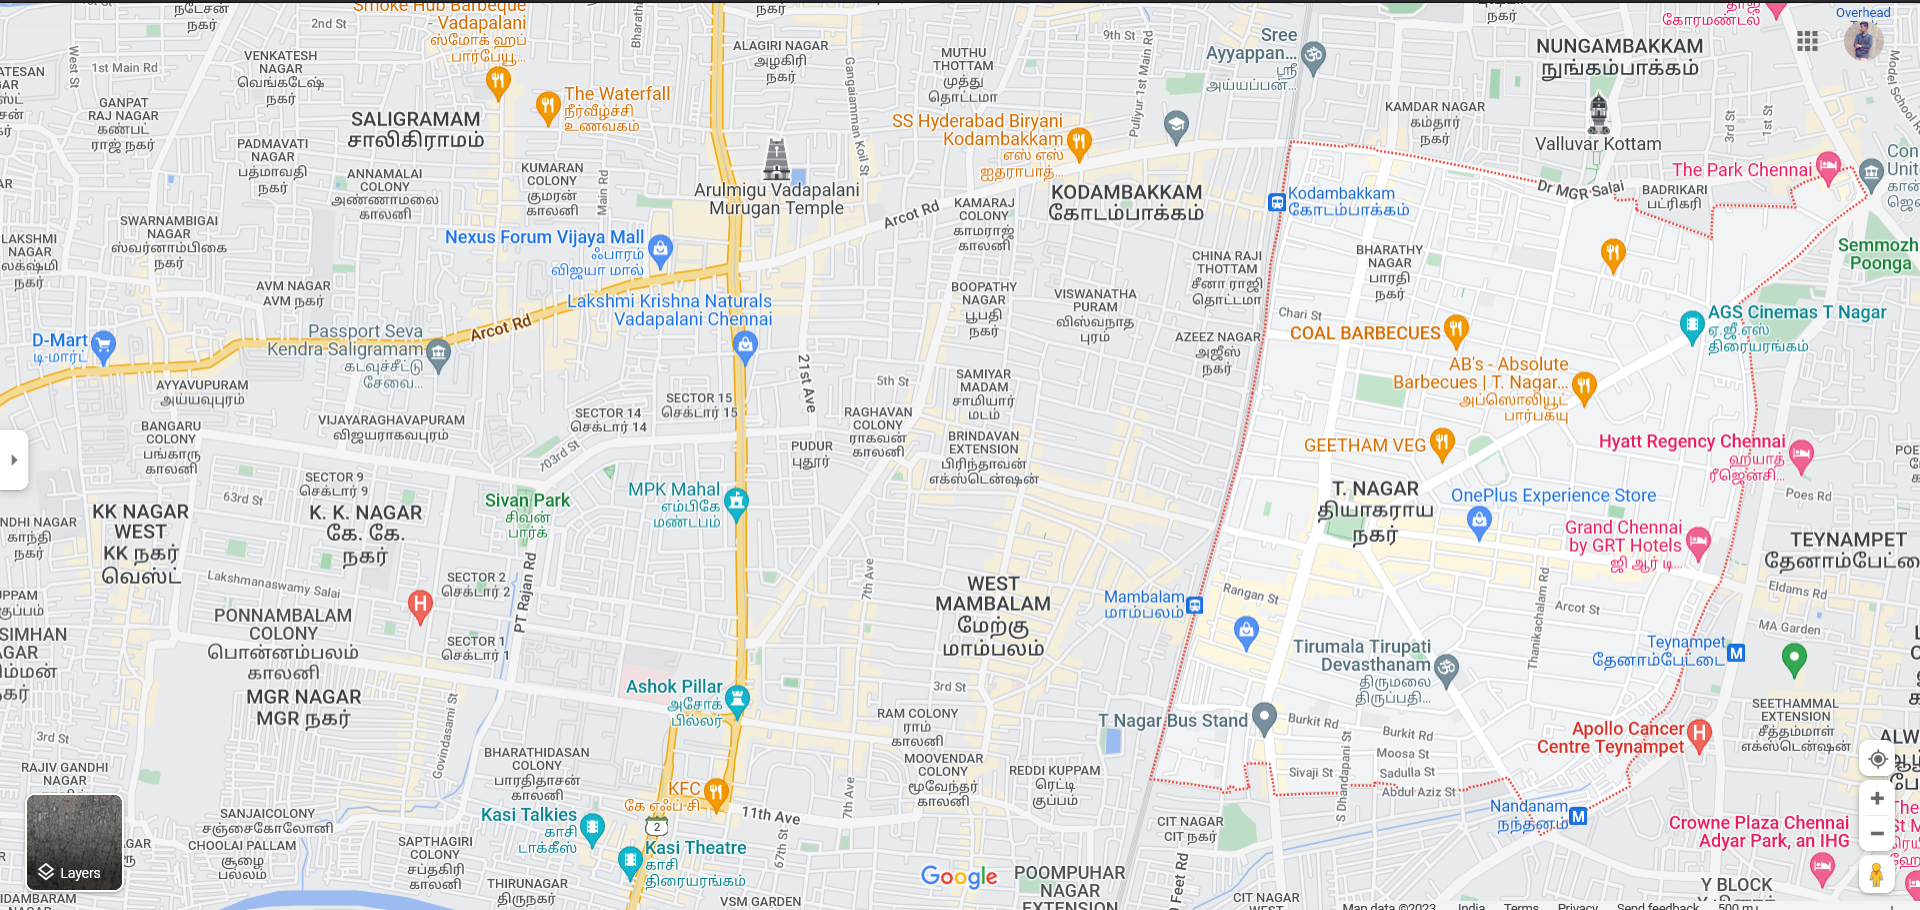 Smoke Hub Barbeque
- Vadapalani
ஸ்மோக் ஹப்
பார்பேயூ...
நடேசன்
நகர்
2nd St
West St
1st Main Rd
VENKATESH
NAGAR
வெங்கடேஷ்
நகர்
GANPAT
RAJ NAGAR
கண்பட்
ராஜ் நகர்
SALIGRAMAM
சாலிகிராமம்
The Waterfall
நீர்வீழ்ச்சி
உணவகம்
PADMAVATI
NAGAR
பத்மாவதி
நகர்
ANNAMALAI
COLONY
அண்ணாமலை
காலனி
KUMARAN
COLONY
குமரன்
காலனி
Main Rd
ALAGIRI NAGAR
அழகிரி
நகர்
Gangaiamman Koil St
Arulmigu Vadapalani
Murugan Temple
MUTHU
THOTTAM
முத்து
தொட்டமா
9th St
Puliyur 1st Main Rd
Sree
Ayyappan...
ஸ்ரீ
அய்யப்பன்...
SS Hyderabad Biryani
Kodambakkam
எஸ் எஸ்
ஐதராபாத்...
KODAMBAKKAM
கோடம்பாக்கம்
Kodambakkam
கோடம்பாக்கம்
NUNGAMBAKKAM
நுங்கம்பாக்கம்
KAMDAR NAGAR
கம்தார்
நகர்
Valluvar Kottam
3rd St
1st St
Overhead
கோரமண்டல்
Model School Rd
The Park Chennai
Dr MGR Salai
BADRIKARI
பட்ரிகரி
Semmozh
Poonga
SWARNAMBIGAI
NAGAR
ஸ்வர்னாம்பிகை
நகர்
LAKSHMI
NAGAR
லக்ஷ்மி
நகர்
Nexus Forum Vijaya Mall
ஃபாரம்
விஜயா மால்
Arcot Rd
KAMARAJ
COLONY
காமராஜ்
காலனி
CHINA RAJI
THOTTAM
சீனா ராஜி
தொட்டமா
BHARATHY
NAGAR
பாரதி
நகர்
AVM NAGAR
AVM நகர்
Lakshmi Krishna Naturals
Vadapalani Chennai
BOOPATHY
NAGAR
பூபதி
நகர்
VISWANATHA
PURAM
விஸ்வநாத
புரம்
Chari St
COAL BARBECUES
AGS Cinemas T Nagar
ஏ.ஜீ.எஸ்
திரையரங்கம்
D-Mart
டி-மார்ட்
Passport Seva
Kendra Saligramam
கடவுச்சீட்டு
சேவை...
Arcot Rd
AZEEZ NAGAR
அஜீஸ்
நகர்
AB's - Absolute
Barbecues | T. Nagar...
அப்ஸொலியூட்
பார்பக்யு
AYYAVUPURAM
அய்யவுபுரம்
21st Ave
5th St
SAMIYAR
MADAM
சாமியார்
மடம்
VIJAYARAGHAVAPURAM
விஜயராகவபுரம்
SECTOR 14
செக்டார் 14
SECTOR 15
செக்டார் 15
RAGHAVAN
COLONY
ராகவன்
காலனி
BANGARU
COLONY
பங்காரு
காலனி
PUDUR
புதூர்
BRINDAVAN
EXTENSION
பிரிந்தாவன்
எக்ஸ்டென்ஷன்
GEETHAM VEG
Hyatt Regency Chennai
ஹ்யாத்
ரீஜென்சி...
703rd St
SECTOR 9
செக்டார் 9
63rd St
Sivan Park
சிவன்
பார்க்
MPK Mahal
எம்பிகே
மண்டபம்
T. NAGAR
தியாகராய
நகர்
OnePlus Experience Store
Poes Rd
KK NAGAR
WEST
KK நகர்
வெஸ்ட்
K. K. NAGAR
கே. கே.
நகர்
Grand Chennai
by GRT Hotels
ஜி ஆர் டி...
TEYNAMPET
Lakshmanaswamy Salai
PT Rajan Rd
SECTOR 2
செக்டார் 2
7th Ave
WEST
MAMBALAM
மேற்கு
மாம்பலம்
Mambalam
மாம்பலம்
Rangan St
Thanikachalam Rd
Arcot St
Eldams Rd
PONNAMBALAM
COLONY
பொன்னம்பலம்
காலனி
SECTOR 1
செக்டார் 1
MA Garden
Tirumala Tirupati
Devasthanam
திருமலை
திருப்பதி...
Teynampet
தேனாம்பேட்டை
MGR NAGAR
MGR நகர்
Ashok Pillar
அசோக்
பில்லர்
3rd St
RAM COLONY
ராம்
காலனி
T Nagar Bus Stand
Burkit Rd
Burkit Rd
SEETHAMMAL
EXTENSION
சீத்தம்மாள்
எக்ஸ்டென்ஷன்
3rd St
Govindasami St
BHARATHIDASAN
COLONY
பாரதிதாசன்
காலனி
Apollo Cancer
Centre Teynampet
Moosa St
Sadulla St
Sivaji St
S Dhandapani St
Abdul Aziz St
RAJIV GANDHI
NAGAR
MOOVENDAR
COLONY
மூவேந்தர்
காலனி
REDDI KUPPAM
ரெட்டி
குப்பம்
7th Ave
KFC
கே எஃப் சி
11th Ave
2
67th St
Kasi Talkies
காசி
டாக்கீஸ்
Kasi Theatre
காசி
திரையரங்கம்
SANJAICOLONY
சஞ்சைகோலோனி
CHOOLAI PALLAM
சூளை
பல்லம்
SAPTHAGIRI
COLONY
சப்தகிரி
காலனி
THIRUNAGAR
திருநகர்
VSM GARDEN
CIT NAGAR
CIT நகர்
Nandanam
நந்தனம்
Crowne Plaza Chennai
Adyar Park, an IHG
Layers
Google
POOMPUHAR
NAGAR
EXTENSION
CIT NAGAR
Y BLOCK
Map data ©2023 India Terms Privacy Send feedback 500 m